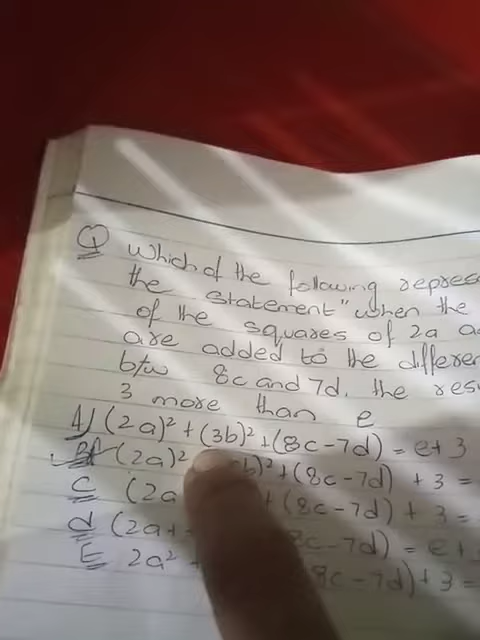 Q Which of the following repres
the statement "when the
of the squares of 2a a
are added to the differen
b/w 8c and 7d, the res
3 more than e
A) (2a)² + (3b)² + (8c-7d) = e+3
B (2a)² b)² + (8c-7d) + 3 =
C (2a + (8c-7d) + 3 =
d (2a+ 8c-7d) = e+
E 2a² + 8c-7d) + 3 =